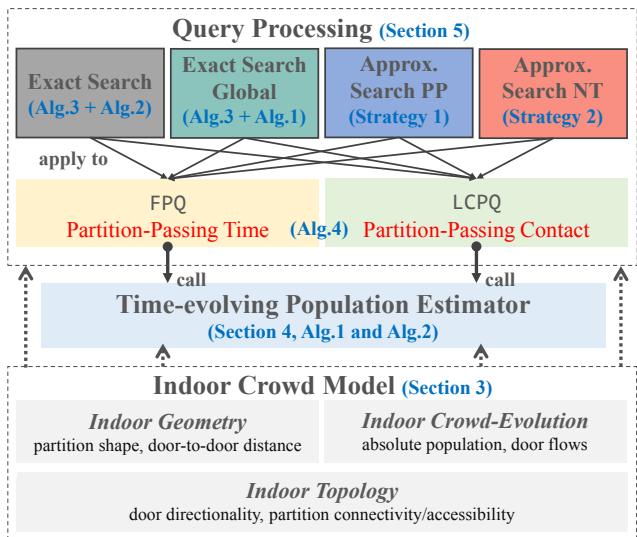 Query Processing (Section 5)
Exact Search
(Alg.3 + Alg.2)
Exact Search
Global
(Alg.3 + Alg.1)
Approx.
Search PP
(Strategy 1)
Approx.
Search NT
(Strategy 2)
apply to
FPQ
Partition-Passing Time
(Alg.4)
LCPQ
Partition-Passing Contact
call
call
Time-evolving Population Estimator
(Section 4, Alg.1 and Alg.2)
Indoor Crowd Model (Section 3)
Indoor Geometry
partition shape, door-to-door distance
Indoor Crowd-Evolution
absolute population, door flows
Indoor Topology
door directionality, partition connectivity/accessibility